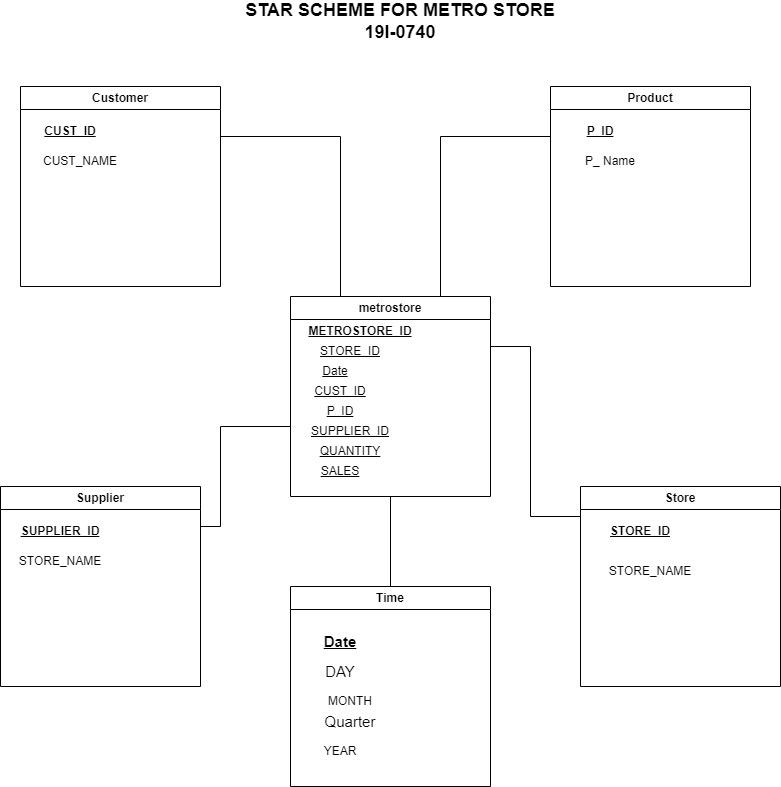 STAR SCHEME FOR METRO STORE
19I-0740
Customer
CUST_ID
CUST_NAME
Product
P_ID
P_ Name
metrostore
METROSTORE_ID
STORE_ID
Date
CUST_ID
P_ID
SUPPLIER_ID
QUANTITY
SALES
Supplier
SUPPLIER_ID
STORE_NAME
Store
STORE_ID
STORE_NAME
Time
Date
DAY
MONTH
Quarter
YEAR